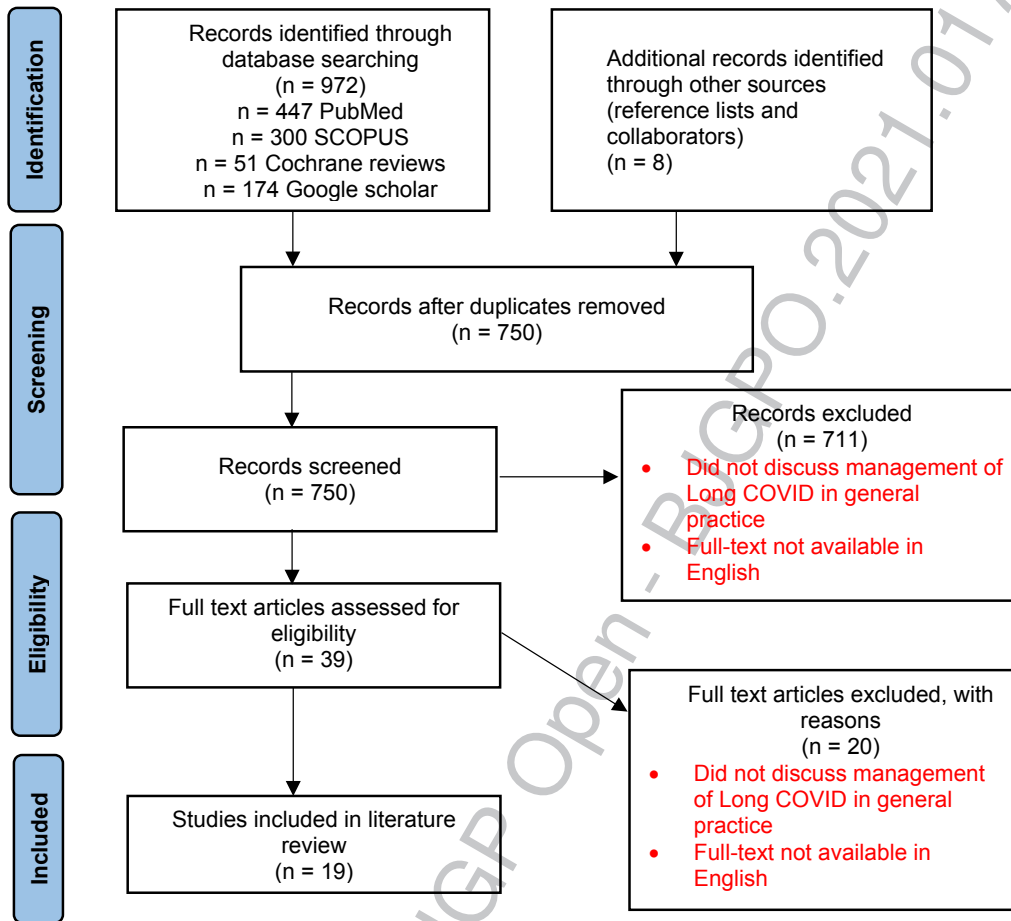 Identification
Records identified through
database searching
(n = 972)
n = 447 PubMed
n = 300 SCOPUS
n = 51 Cochrane reviews
n = 174 Google scholar
Additional records identified
through other sources
(reference lists and
collaborators)
(n = 8)
Screening
Records after duplicates removed
(n = 750)
Records screened
(n = 750)
Records excluded
(n = 711)
• Did not discuss management of
Long COVID in general
practice
• Full-text not available in
English
Eligibility
Full text articles assessed for
eligibility
(n = 39)
Full text articles excluded, with
reasons
(n = 20)
• Did not discuss management
of Long COVID in general
practice
• Full-text not available in
English
Included
Studies included in literature
review
(n = 19)
JGP Open - BJGPO.2021.017